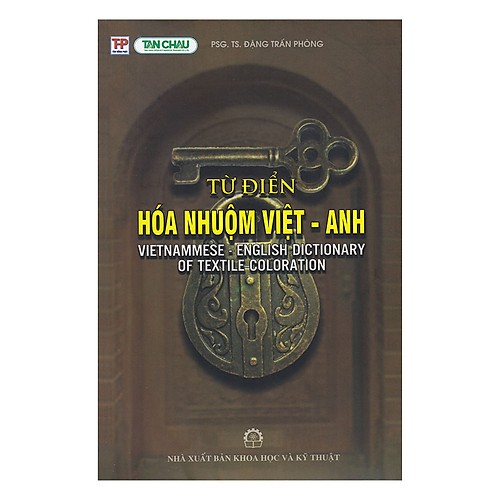 THP
TAN CHAU
PSG. TS. ĐẶNG TRẤN PHÒNG
TỪ ĐIỂN
HÓA NHUỘM VIỆT - ANH
VIETNAMMESE - ENGLISH DICTIONARY
OF TEXTILE COLORATION
NHÀ XUẤT BẢN KHOA HỌC VÀ KỸ THUẬT